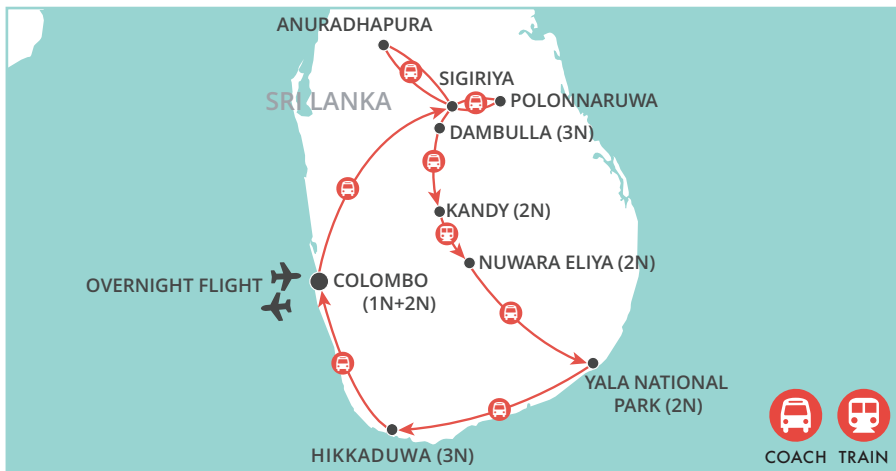 ANURADHAPURA
SIGIRIYA
SRI LANKA
POLONNARUWA
DAMBULLA (3N)
KANDY (2N)
NUWARA ELIYA (2N)
OVERNIGHT FLIGHT
COLOMBO
(1N+2N)
YALA NATIONAL
PARK (2N)
HIKKADUWA (3N)
COACH TRAIN